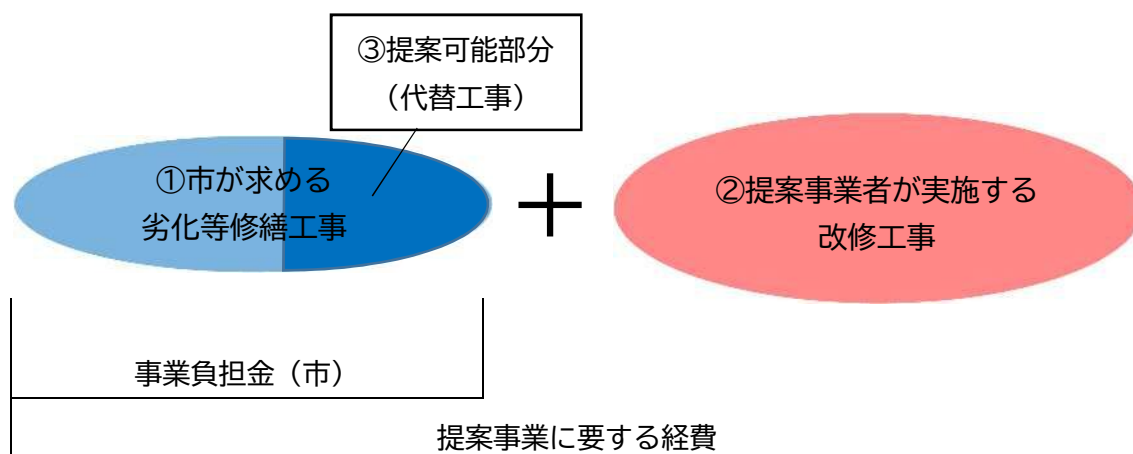 ③提案可能部分
（代替工事）
①市が求める
劣化等修繕工事
＋
②提案事業者が実施する
改修工事
事業負担金（市）
提案事業に要する経費